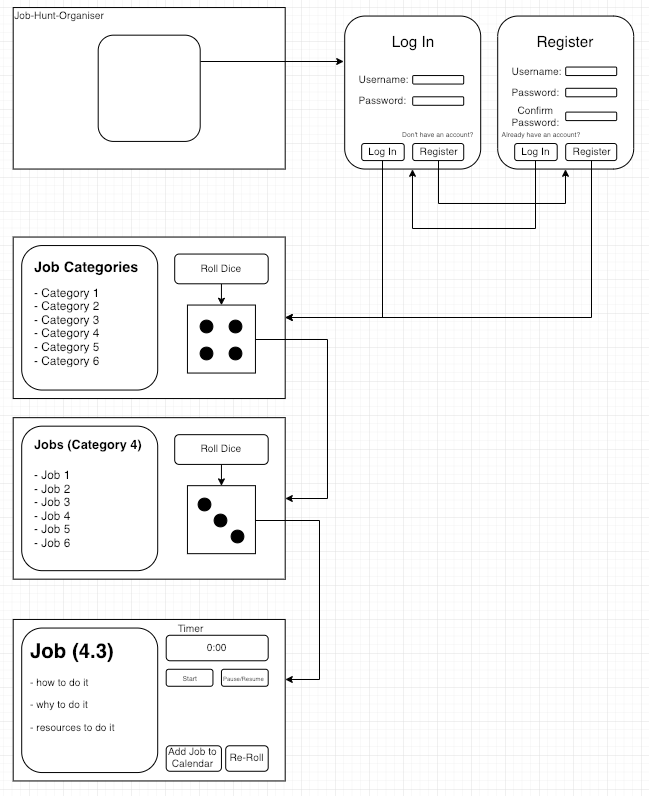 Job-Hunt-Organiser
Log In
Username:
Password:
Don't have an account?
Log In
Register
Register
Username:
Password:
Confirm
Password:
Already have an account?
Log In
Register
Job Categories
- Category 1
- Category 2
- Category 3
- Category 4
- Category 5
- Category 6
Roll Dice
Jobs (Category 4)
- Job 1
- Job 2
- Job 3
- Job 4
- Job 5
- Job 6
Roll Dice
Job (4.3)
- how to do it
- why to do it
- resources to do it
Timer
0:00
Start
Pause/Resume
Add Job to
Calendar
Re-Roll